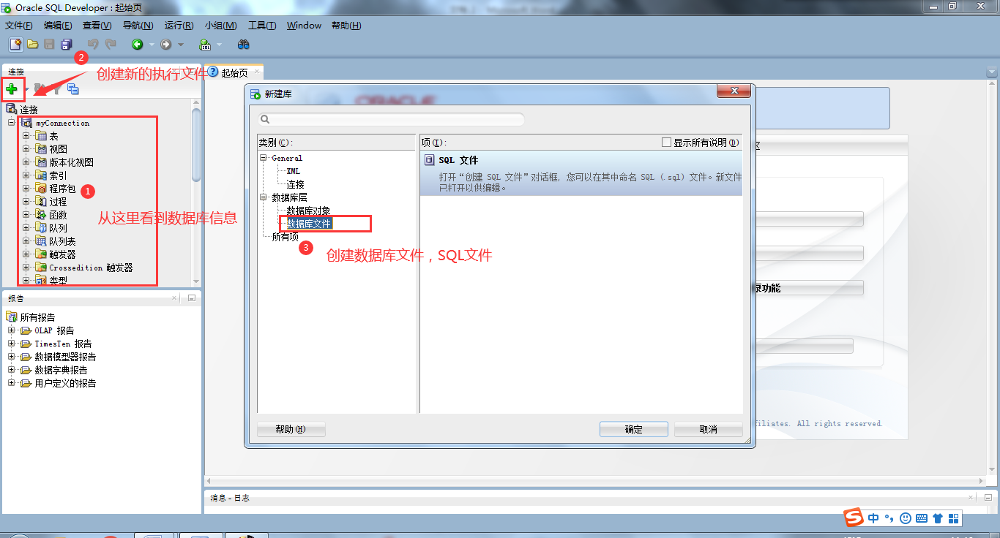 Oracle SQL Developer : 起始页
文件(F) 编辑(E) 查看(V) 导航(N) 运行(R) 小组(M) 工具(T) Window 帮助(H)
2
连接
创建新的执行文件
起始页
新建库
ORACLE
连接
myConnection
表
视图
版本化视图
索引
程序包
1
过程
函数
从这里看到数据库信息
队列
队列表
触发器
Crossedition 触发器
类型
类别(C):
General
XML
连接
数据库层
数据库对象
数据库文件
所有项
3
创建数据库文件，SQL文件
项(I):
显示所有说明(D)
SQL 文件
打开“创建 SQL 文件”对话框, 您可以在其中命名 SQL (.sql) 文件。新文件
已打开以供编辑。
帮助(H)
确定
取消
功能
All rights reserved.
报告
所有报告
OLAP 报告
TimesTen 报告
数据模型器报告
数据字典报告
用户定义的报告
消息 - 日志
中